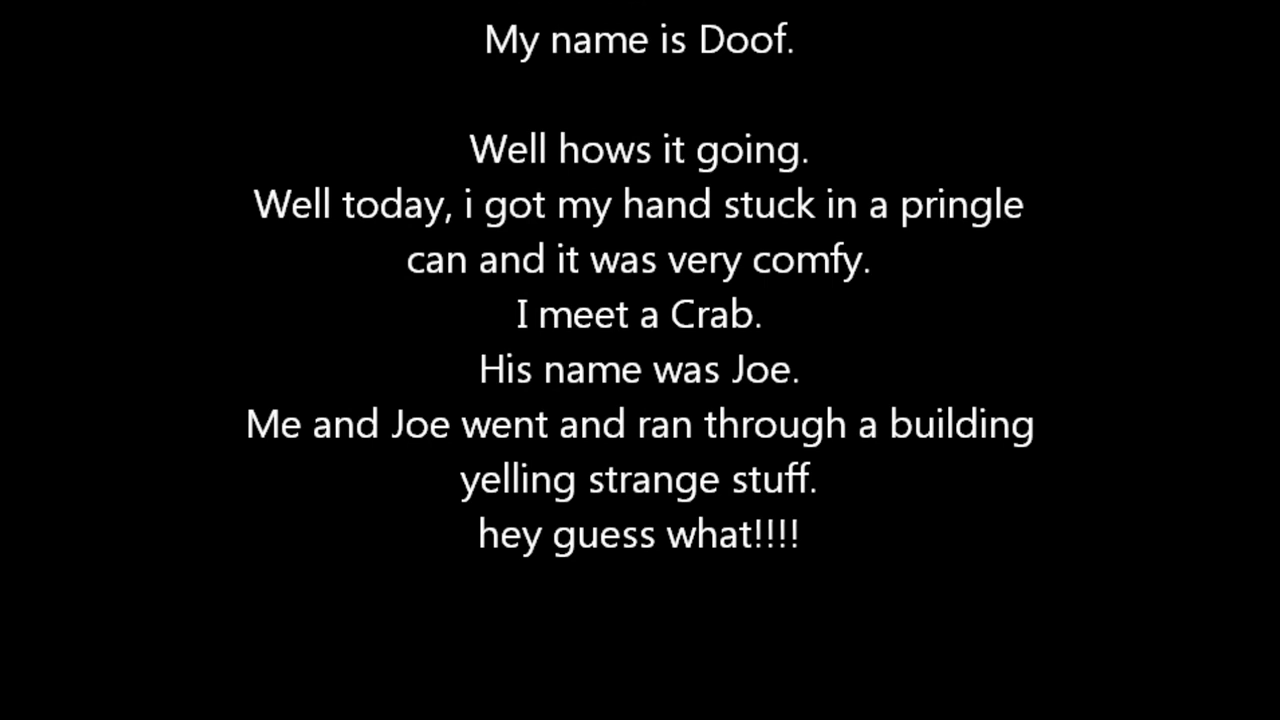 My name is Doof.
Well hows it going.
Well today, i got my hand stuck in a pringle
can and it was very comfy.
I meet a Crab.
His name was Joe.
Me and Joe went and ran through a building
yelling strange stuff.
hey guess what!!!!